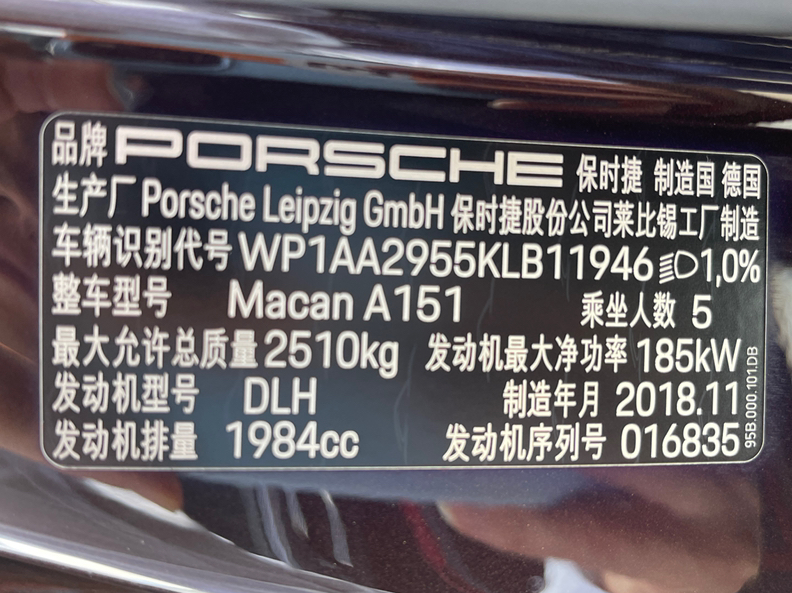 品牌 PORSCHE 保时捷 制造国 德国
生产厂 Porsche Leipzig GmbH 保时捷股份公司莱比锡工厂制造
车辆识别代号 WP1AA2955KLB11946 1,0%
整车型号 Macan A151 乘坐人数 5
最大允许总质量 2510kg 发动机最大净功率 185kW
发动机型号 DLH 制造年月 2018.11
发动机排量 1984cc 发动机序列号 016835
95B.000.101.DB